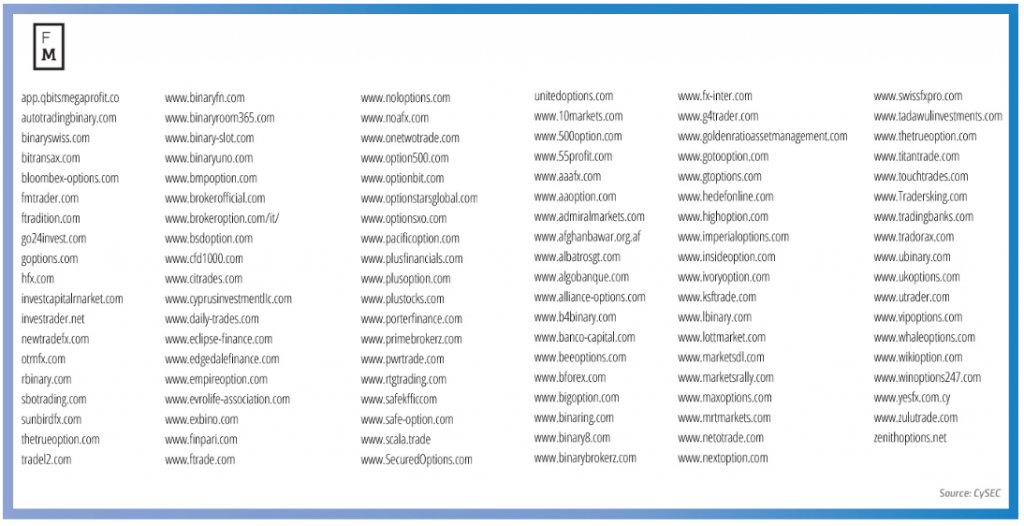 F
M
app.qbitsmegaprofit.co
autotradingbinary.com
binaryswiss.com
bitransax.com
bloombex-options.com
fmtrader.com
ftradition.com
go24invest.com
goptions.com
hfx.com
investcapitalrnarket.com
investrader.net
newtradefx.com
otmfx.com
rbinary.com
sbotrading.com
sunbirdfx.com
thetrueoption.com
tradel2.com
www.binaryfn.com
www.binaryroom365.com
www.binary-slot.com
www.binaryuno.com
www.bmpoption.com
www.brokerofficial.com
www.brokeroption.com/it/
www.bsdoption.com
www.cfd1000.com
www.citrades.com
www.cyprusinvestmentllc.com
www.daily-trades.com
www.eclipse-finance.com
www.edgedalefinance.com
www.empireoption.com
www.evrolife-association.com
www.exbino.com
www.finpari.com
www.ftrade.com
www.noloptions.com
www.noafx.com
www.onetwotrade.com
www.option500.com
www.optionbit.com
www.optionstarsglobal.com
www.optionsxo.com
www.pacificoption.com
www.plusfinancials.com
www.plusoption.com
www.plustocks.com
www.porterfinance.com
www.primebrokerz.com
www.pwrtrade.com
www.rtgtrading.com
www.safekfficcom
www.safe-option.com
www.scala.trade
www.SecuredOptions.com
unitedoptions.com
www.10markets.com
www.500option.com
www.55profit.com
www.aaafx.com
www.aaoption.com
www.admiralmarkets.com
www.afghanbawar.org.af
www.albatrosgt.com
www.algobanque.com
www.alliance-options.com
www.b4binary.com
www.banco-capital.com
www.beeoptions.com
www.bforex.com
www.bigoption.com
www.binaring.com
www.binary8.com
www.binarybrokerz.com
www.fx-inter.com
www.g4trader.com
www.goldenratioassetmanagement.com
www.gotooption.com
www.gtoptions.com
www.hedefonline.com
www.highoption.com
www.imperialoptions.com
www.insideoption.com
www.ivoryoption.com
www.ksftrade.com
www.lbinary.com
www.lottmarket.com
www.marketsdl.com
www.marketsrally.com
www.maxoptions.com
www.mrtmarkets.com
www.netotrade.com
www.nextoption.com
www.swissfxpro.com
www.tadawulinvestments.com
www.thetrueoption.com
www.titantrade.com
www.touchtrades.com
www.Tradersking.com
www.tradingbanks.com
www.tradorax.com
www.ubinary.com
www.ukoptions.com
www.utrader.com
www.vipoptions.com
www.whaleoptions.com
www.wikioption.com
www.winoptions247.com
www.yesfx.com.cy
www.zulutrade.com
zenithoptions.net
Source: CySEC